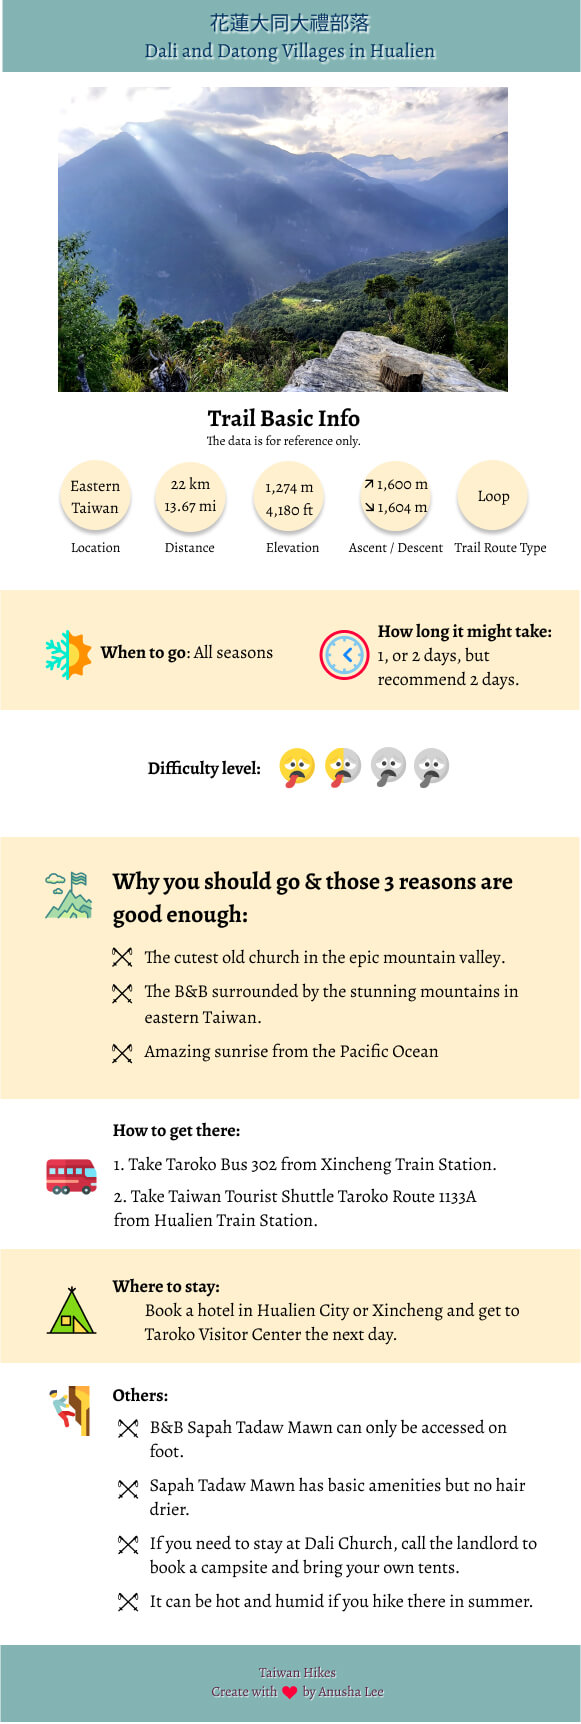 花蓮大同大禮部落
Dali and Datong Villages in Hualien
Trail Basic Info
The data is for reference only.
Eastern
Taiwan
Location
22 km
13.67 mi
Distance
1,274 m
4,180 ft
Elevation
↗ 1,600 m
↘ 1,604 m
Ascent / Descent
Loop
Trail Route Type
When to go: All seasons
How long it might take:
1, or 2 days, but
recommend 2 days.
Difficulty level:
Why you should go & those 3 reasons are
good enough:
The cutest old church in the epic mountain valley.
The B&B surrounded by the stunning mountains in
eastern Taiwan.
Amazing sunrise from the Pacific Ocean
How to get there:
1. Take Taroko Bus 302 from Xincheng Train Station.
2. Take Taiwan Tourist Shuttle Taroko Route 1133A
from Hualien Train Station.
Where to stay:
Book a hotel in Hualien City or Xincheng and get to
Taroko Visitor Center the next day.
Others:
B&B Sapah Tadaw Mawn can only be accessed on
foot.
Sapah Tadaw Mawn has basic amenities but no hair
drier.
If you need to stay at Dali Church, call the landlord to
book a campsite and bring your own tents.
It can be hot and humid if you hike there in summer.
Taiwan Hikes
Create with ❤ by Anusha Lee